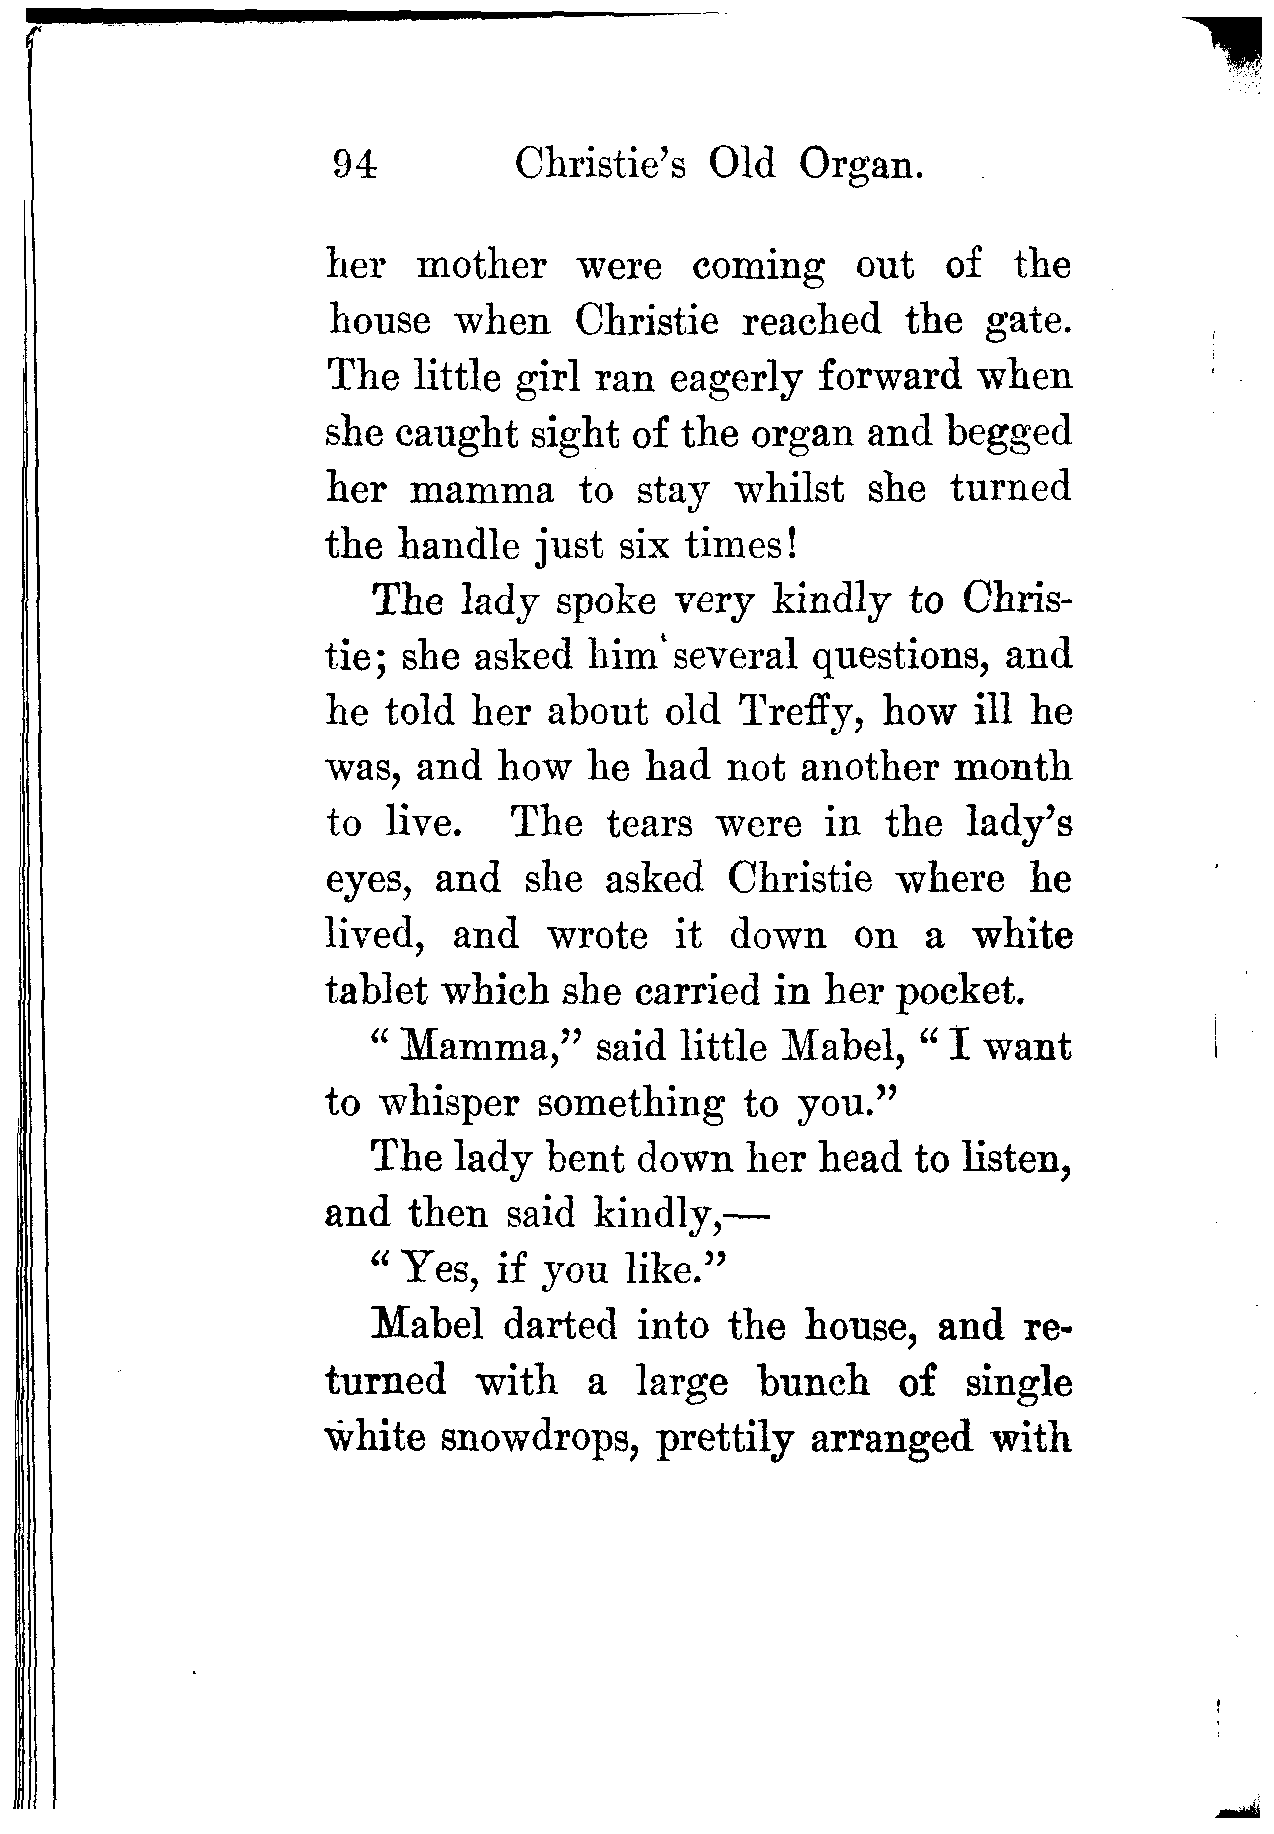 94 Christie's Old Organ.
her mother were coming out of the
house when Christie reached the gate.
The little girl ran eagerly forward when
she caught sight of the organ and begged
her mamma to stay whilst she turned
the handle just six times!
The lady spoke very kindly to Chris-
tie; she asked him several questions, and
he told her about old Treffy, how ill he
was, and how he had not another month
to live. The tears were in the lady's
eyes, and she asked Christie where he
lived, and wrote it down on a white
tablet which she carried in her pocket.
"Mamma," said little Mabel, "I want
to whisper something to you."
The lady bent down her head to listen,
and then said kindly,—
"Yes, if you like."
Mabel darted into the house, and re-
turned with a large bunch of single
white snowdrops, prettily arranged with